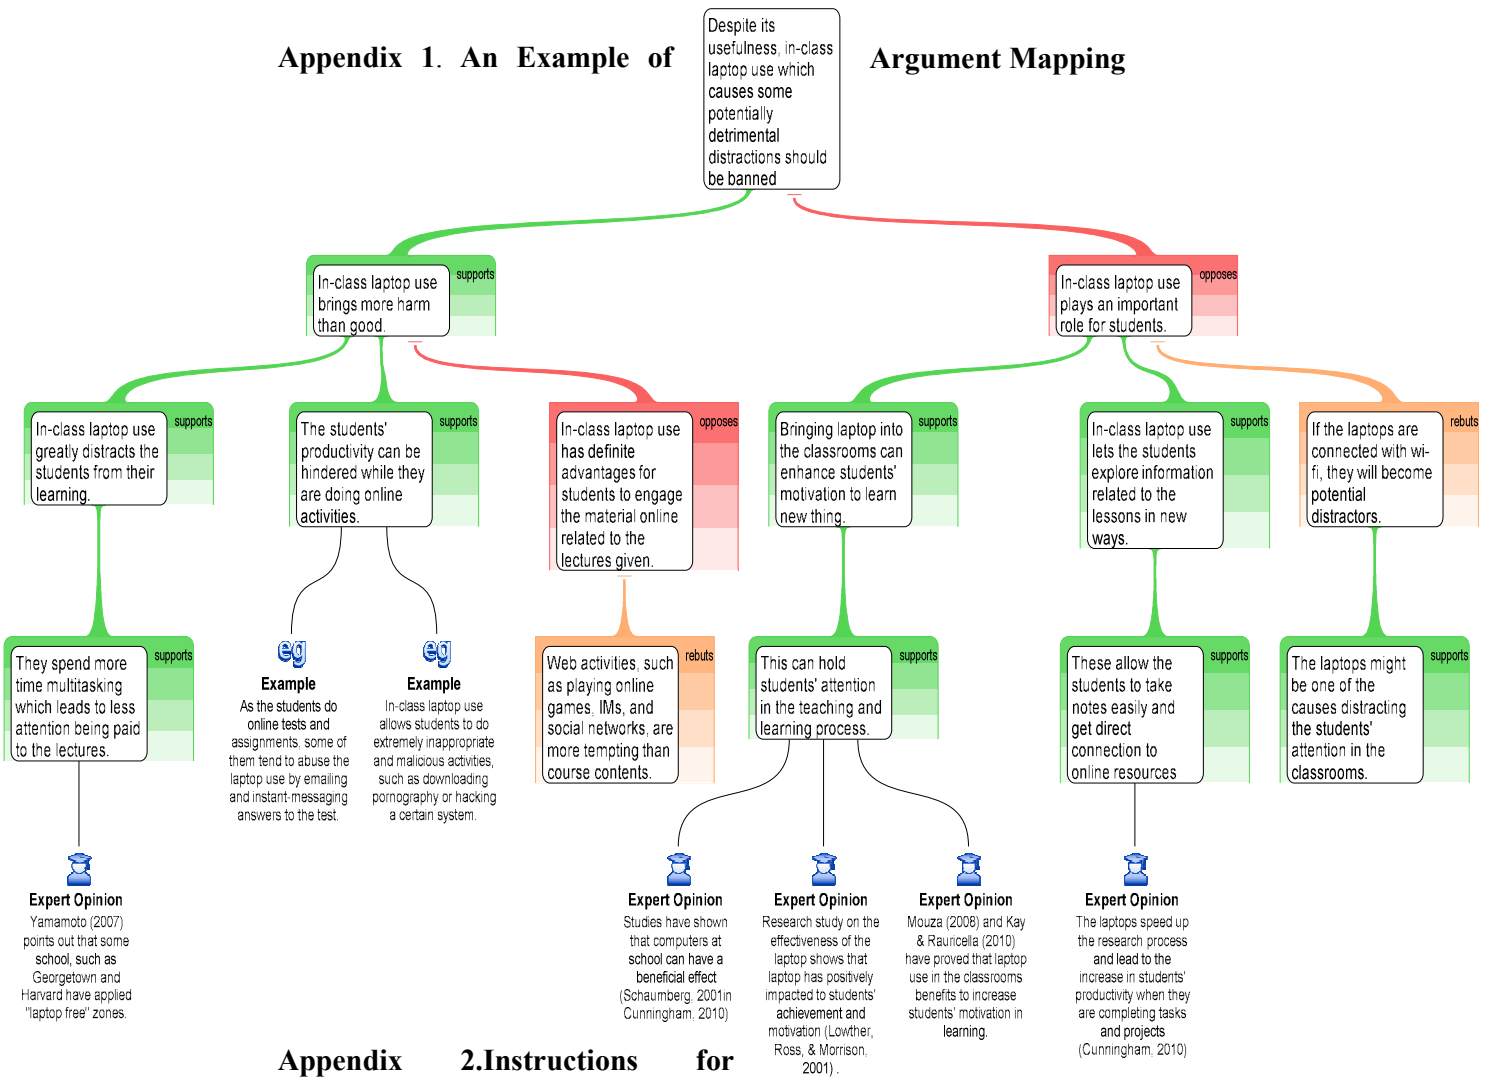 Appendix 1. An Example of Argument Mapping
Despite its
usefulness, in-class
laptop use which
causes some
potentially
detrimental
distractions should
be banned
In-class laptop use
brings more harm
than good.
supports
In-class laptop use
plays an important
role for students.
opposes
In-class laptop use
greatly distracts the
students from their
learning.
supports
The students'
productivity can be
hindered while they
are doing online
activities.
supports
In-class laptop use
has definite
advantages for
students to engage
the material online
related to the
lectures given.
opposes
Bringing laptop into
the classrooms can
enhance students'
motivation to learn
new thing.
supports
In-class laptop use
lets the students
explore information
related to the
lessons in new
ways.
supports
If the laptops are
connected with wi-
fi, they will become
potential
distractors.
rebuts
They spend more
time multitasking
which leads to less
attention being paid
to the lectures.
supports
eg
Example
As the students do
online tests and
assignments, some of
them tend to abuse the
laptop use by emailing
and instant-messaging
answers to the test.
eg
Example
In-class laptop use
allows students to do
extremely inappropriate
and malicious activities,
such as downloading
pornography or hacking
a certain system.
Web activities, such
as playing online
games, IMs, and
social networks, are
more tempting than
course contents.
rebuts
This can hold
students' attention
in the teaching and
learning process.
supports
These allow the
students to take
notes easily and
get direct
connection to
online resources
supports
The laptops might
be one of the
causes distracting
the students'
attention in the
classrooms.
supports
Expert Opinion
Yamamoto (2007)
points out that some
school, such as
Georgetown and
Harvard have applied
"laptop free" zones.
Expert Opinion
Studies have shown
that computers at
school can have a
beneficial effect
(Schaumberg, 2001in
Cunningham, 2010)
Expert Opinion
Research study on the
effectiveness of the
laptop shows that
laptop has positively
impacted to students'
achievement and
motivation (Lowther,
Ross, & Morrison,
2001) .
Expert Opinion
Mouza (2008) and Kay
& Rauricella (2010)
have proved that laptop
use in the classrooms
benefits to increase
students' motivation in
learning.
Expert Opinion
The laptops speed up
the research process
and lead to the
increase in students'
productivity when they
are completing tasks
and projects
(Cunningham, 2010)
Appendix 2.Instructions for